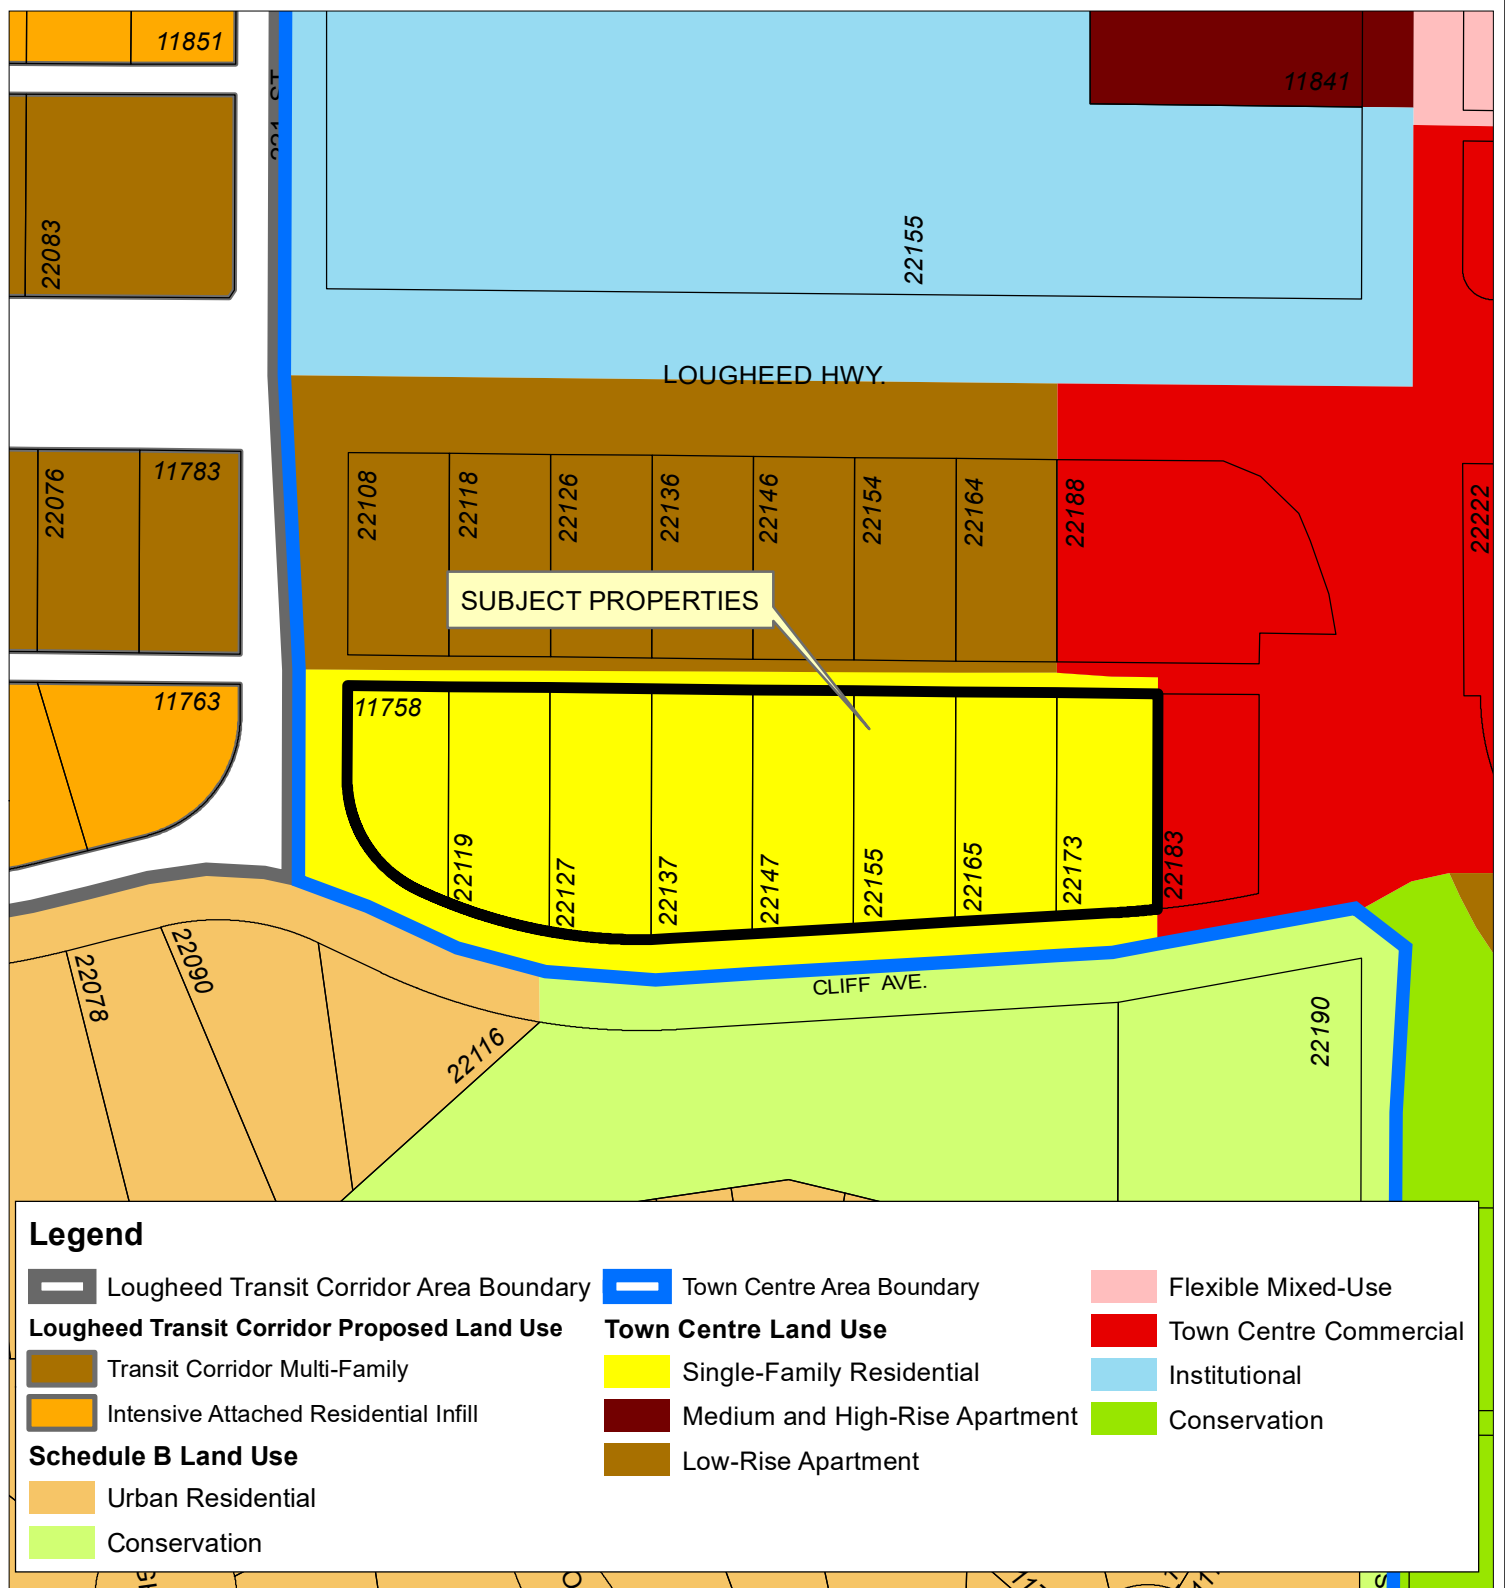 11851
11841
221 ST
22083
22155
LOUGHEED HWY.
22076
11783
22108
22118
22126
22136
22146
22154
22164
22188
22222
SUBJECT PROPERTIES
11763
11758
22119
22127
22137
22147
22155
22165
22173
22183
22078
22090
22116
CLIFF AVE.
22190
Legend
Lougheed Transit Corridor Area Boundary
Lougheed Transit Corridor Proposed Land Use
Transit Corridor Multi-Family
Intensive Attached Residential Infill
Schedule B Land Use
Urban Residential
Conservation
Town Centre Area Boundary
Town Centre Land Use
Single-Family Residential
Medium and High-Rise Apartment
Low-Rise Apartment
Flexible Mixed-Use
Town Centre Commercial
Institutional
Conservation